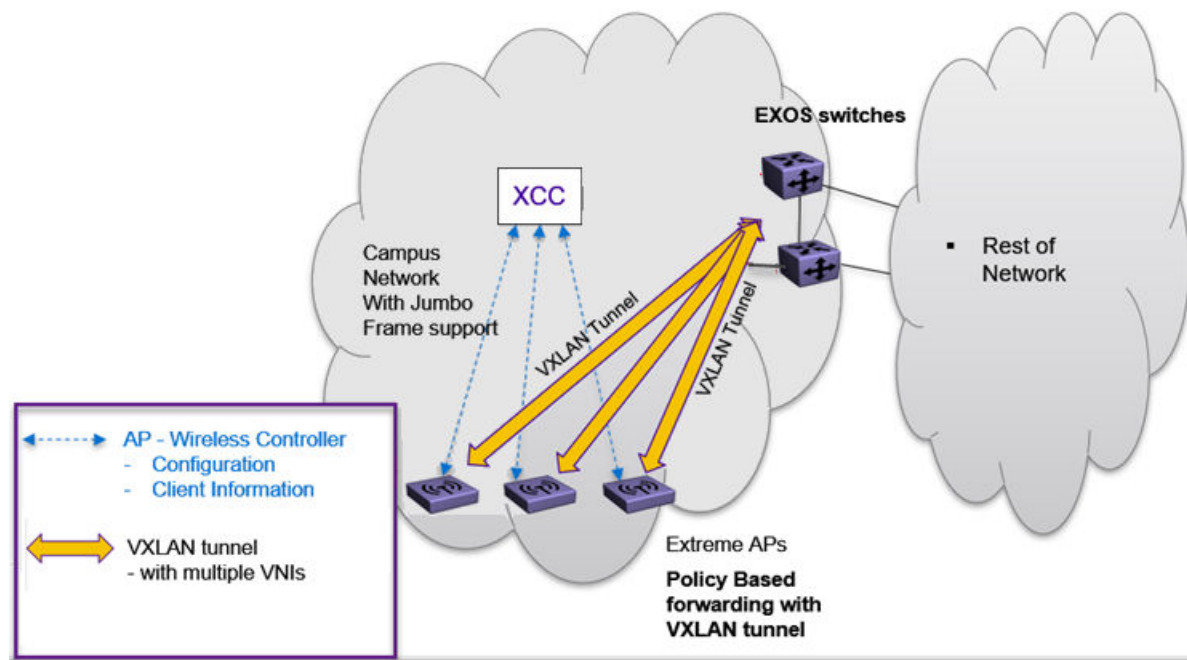 EXOS switches
XCC
Campus
Network
With Jumbo
Frame support
▪ Rest of
Network
VXLAN Tunnel
VXLAN Tunnel
AP - Wireless Controller
- Configuration
- Client Information
VXLAN tunnel
- with multiple VNIs
Extreme APs
Policy Based
forwarding with
VXLAN tunnel